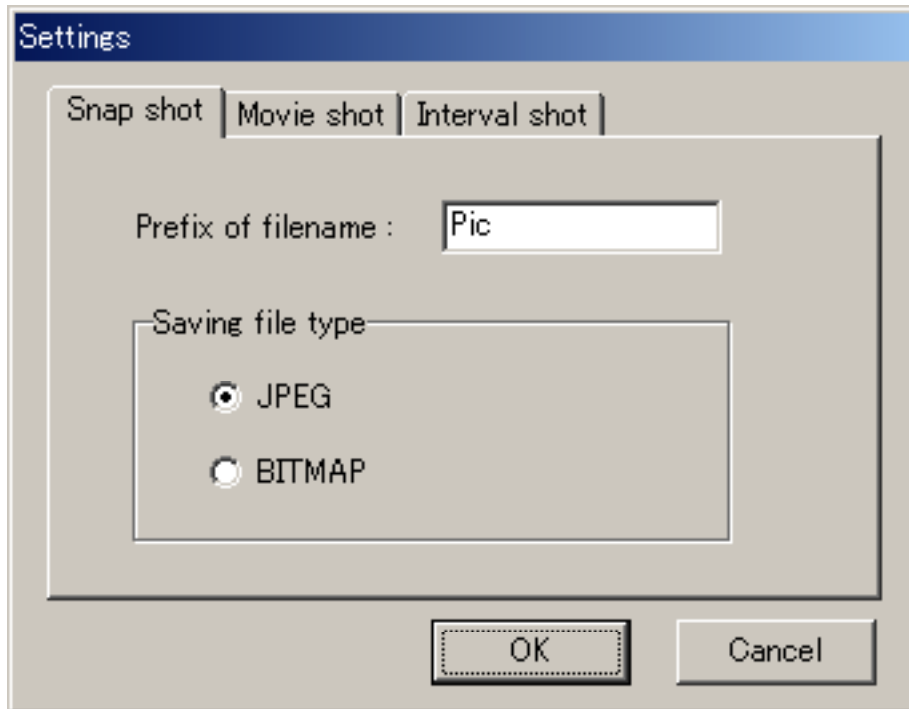 Settings
Snap shot Movie shot Interval shot
Prefix of filename : Pic
Saving file type
JPEG
BITMAP
OK Cancel